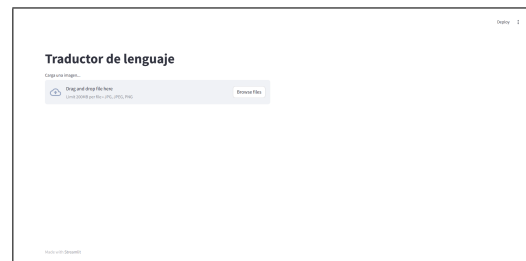 Deploy
Traductor de lenguaje
Carga una imagen...
Drag and drop file here
Limit 200MB per file • JPG, JPEG, PNG
Browse files
Made with Streamlit